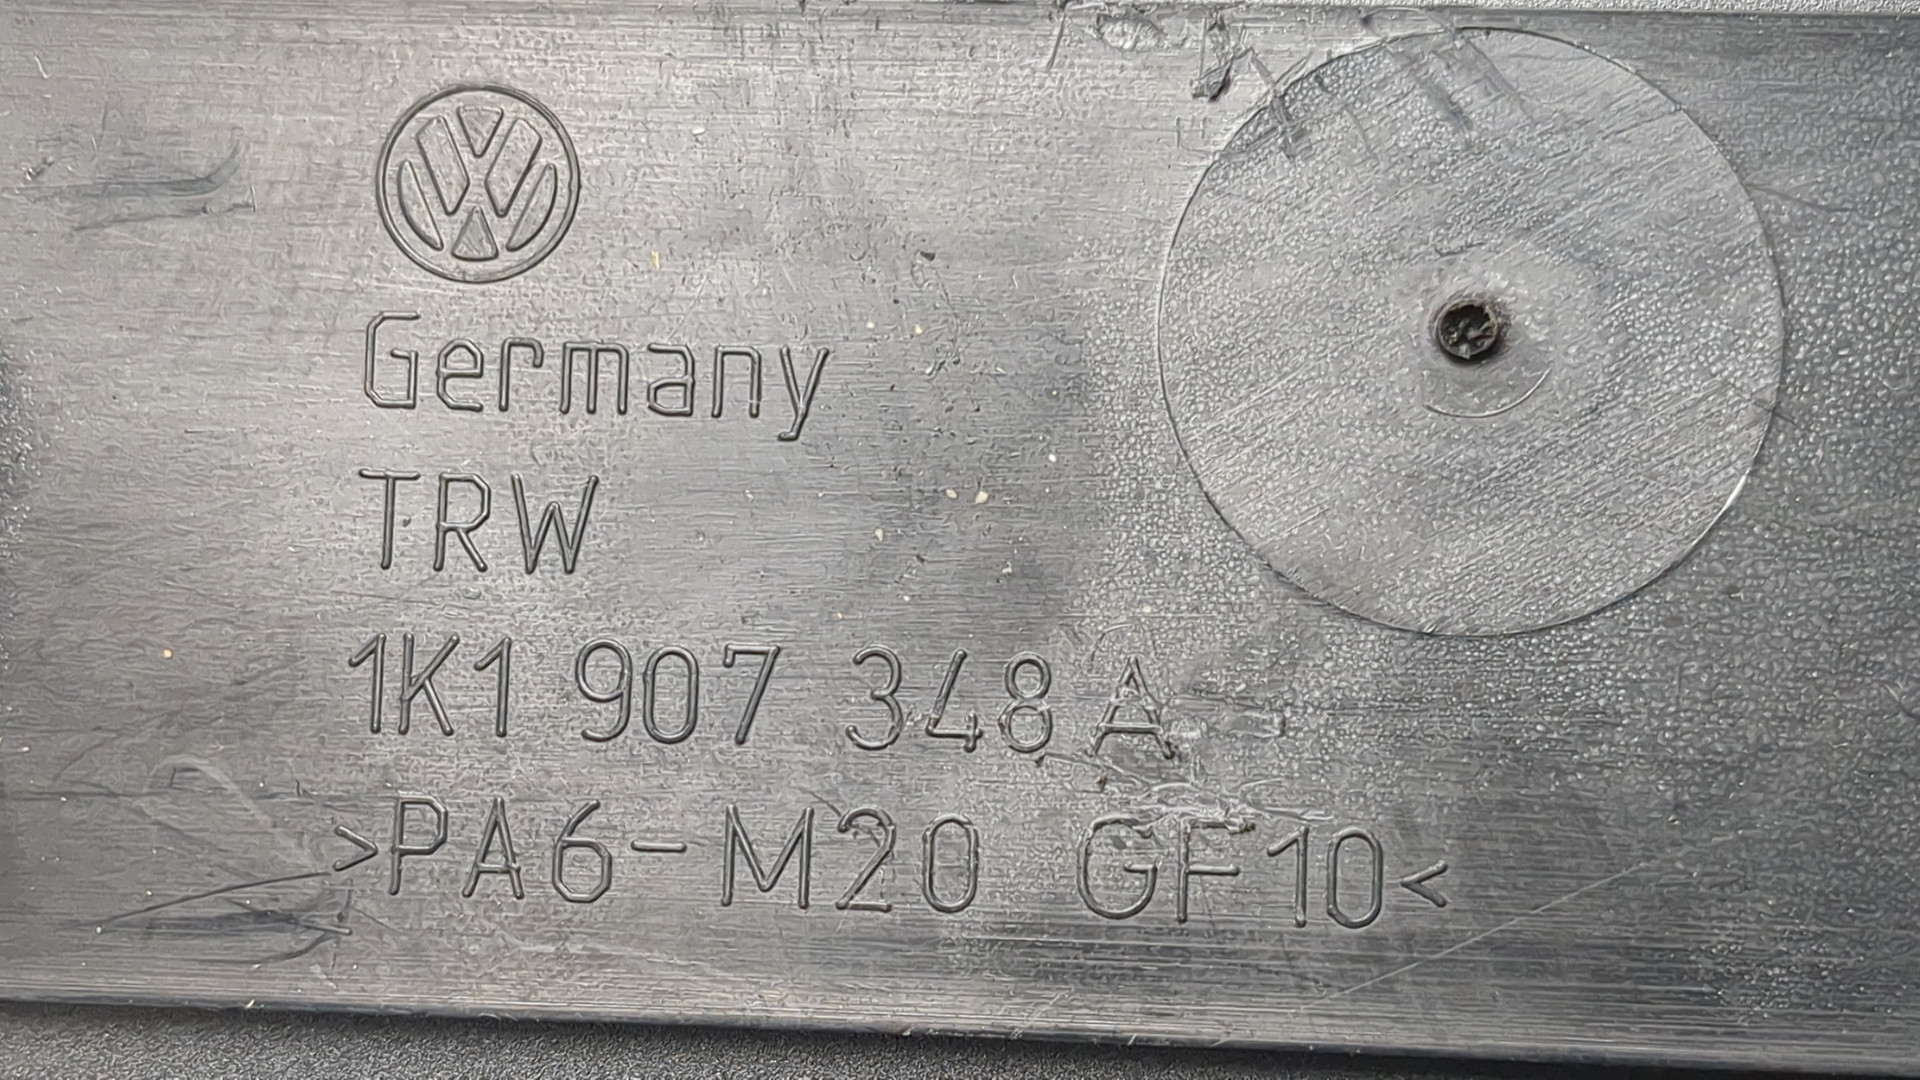 Germany
TRW
1K1 907 348 A
>PA6-M20 GF10<